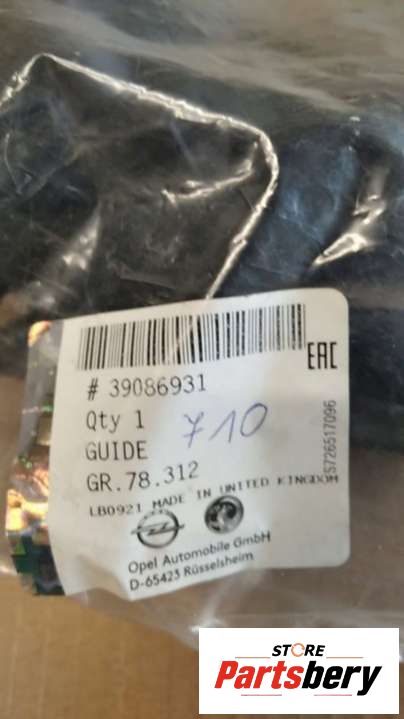 # 39086931
EAC
Qty 1
710
GUIDE
GR.78.312
S726517096
LB0921 MADE IN UNITED KINGDOM
Opel Automobile GmbH
D-65423 Rüsselsheim
STORE
Partsbery